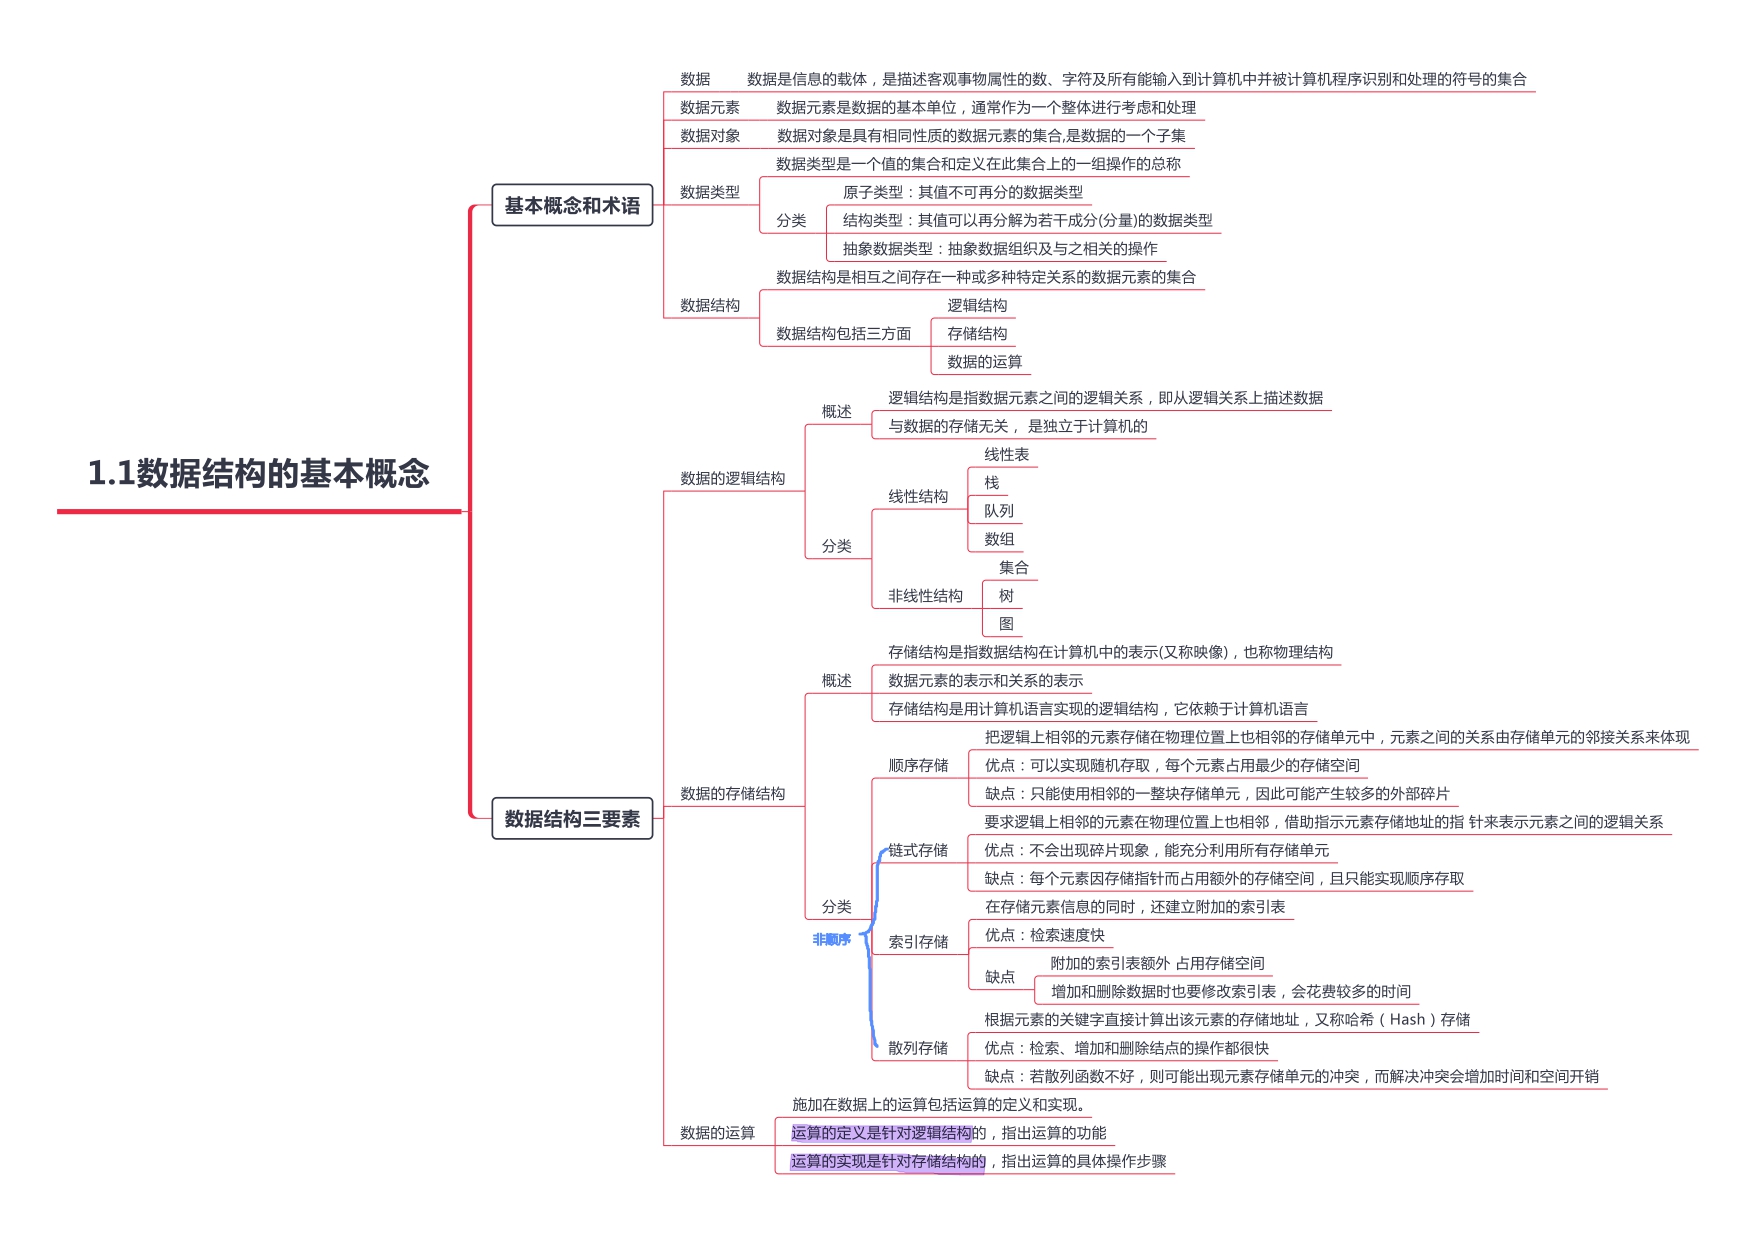 1.1数据结构的基本概念
基本概念和术语
数据
数据是信息的载体，是描述客观事物属性的数、字符及所有能输入到计算机中并被计算机程序识别和处理的符号的集合
数据元素
数据元素是数据的基本单位，通常作为一个整体进行考虑和处理
数据对象
数据对象是具有相同性质的数据元素的集合,是数据的一个子集
数据类型
数据类型是一个值的集合和定义在此集合上的一组操作的总称
分类
原子类型：其值不可再分的数据类型
结构类型：其值可以再分解为若干成分(分量)的数据类型
抽象数据类型：抽象数据组织及与之相关的操作
数据结构
数据结构是相互之间存在一种或多种特定关系的数据元素的集合
数据结构包括三方面
逻辑结构
存储结构
数据的运算
数据结构三要素
数据的逻辑结构
概述
逻辑结构是指数据元素之间的逻辑关系，即从逻辑关系上描述数据
与数据的存储无关， 是独立于计算机的
分类
线性结构
线性表
栈
队列
数组
非线性结构
集合
树
图
数据的存储结构
概述
存储结构是指数据结构在计算机中的表示(又称映像)，也称物理结构
数据元素的表示和关系的表示
存储结构是用计算机语言实现的逻辑结构，它依赖于计算机语言
分类
非顺序
顺序存储
把逻辑上相邻的元素存储在物理位置上也相邻的存储单元中，元素之间的关系由存储单元的邻接关系来体现
优点：可以实现随机存取，每个元素占用最少的存储空间
缺点：只能使用相邻的一整块存储单元，因此可能产生较多的外部碎片
链式存储
要求逻辑上相邻的元素在物理位置上也相邻，借助指示元素存储地址的指 针来表示元素之间的逻辑关系
优点：不会出现碎片现象，能充分利用所有存储单元
缺点：每个元素因存储指针而占用额外的存储空间，且只能实现顺序存取
索引存储
在存储元素信息的同时，还建立附加的索引表
优点：检索速度快
缺点
附加的索引表额外 占用存储空间
增加和删除数据时也要修改索引表，会花费较多的时间
散列存储
根据元素的关键字直接计算出该元素的存储地址，又称哈希（Hash）存储
优点：检索、增加和删除结点的操作都很快
缺点：若散列函数不好，则可能出现元素存储单元的冲突，而解决冲突会增加时间和空间开销
数据的运算
施加在数据上的运算包括运算的定义和实现。
运算的定义是针对逻辑结构的，指出运算的功能
运算的实现是针对存储结构的，指出运算的具体操作步骤